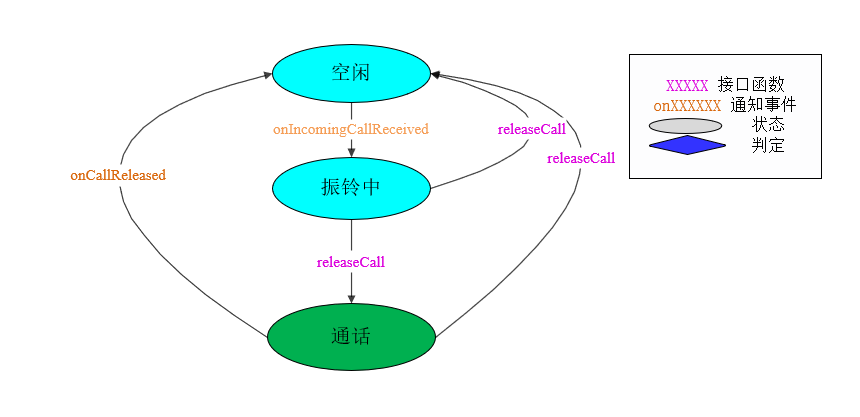 空闲
onIncomingCallReceived
releaseCall
releaseCall
onCallReleased
振铃中
releaseCall
通话
XXXXX 接口函数
onXXXXXX 通知事件
状态
判定